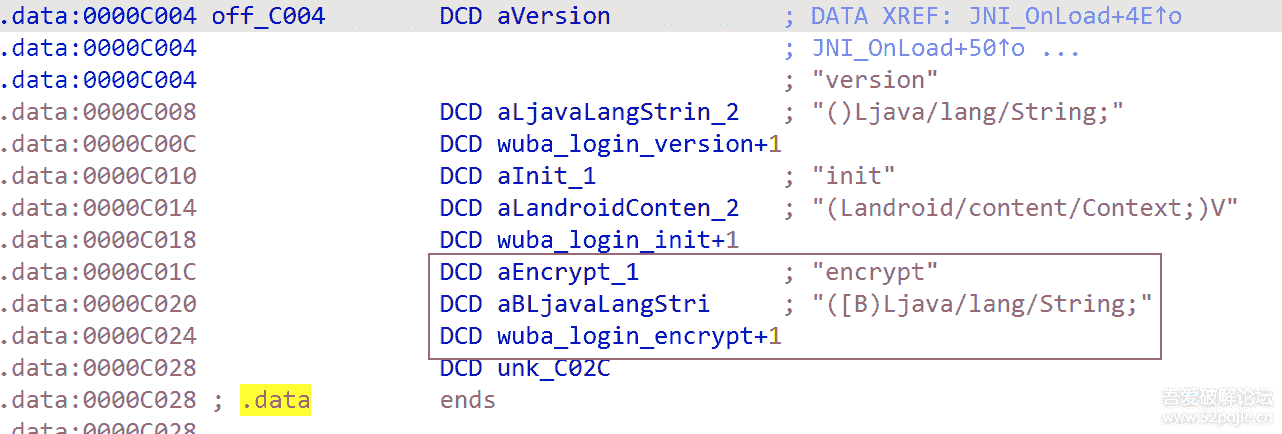 .data:0000C004 off_C004 DCD aVersion ; DATA XREF: JNI_OnLoad+4E↑o
.data:0000C004 ; JNI_OnLoad+50↑o ...
.data:0000C004 ; "version"
.data:0000C008 DCD aLjavaLangStrin_2 ; "()Ljava/lang/String;"
.data:0000C00C DCD wuba_login_version+1
.data:0000C010 DCD aInit_1 ; "init"
.data:0000C014 DCD aLandroidConten_2 ; "(Landroid/content/Context;)V"
.data:0000C018 DCD wuba_login_init+1
.data:0000C01C DCD aEncrypt_1 ; "encrypt"
.data:0000C020 DCD aBLjavaLangStri ; "([B)Ljava/lang/String;"
.data:0000C024 DCD wuba_login_encrypt+1
.data:0000C028 DCD unk_C02C
.data:0000C028 ; .data ends
.data:0000C028
吾爱破解论坛
www.52pojie.cn